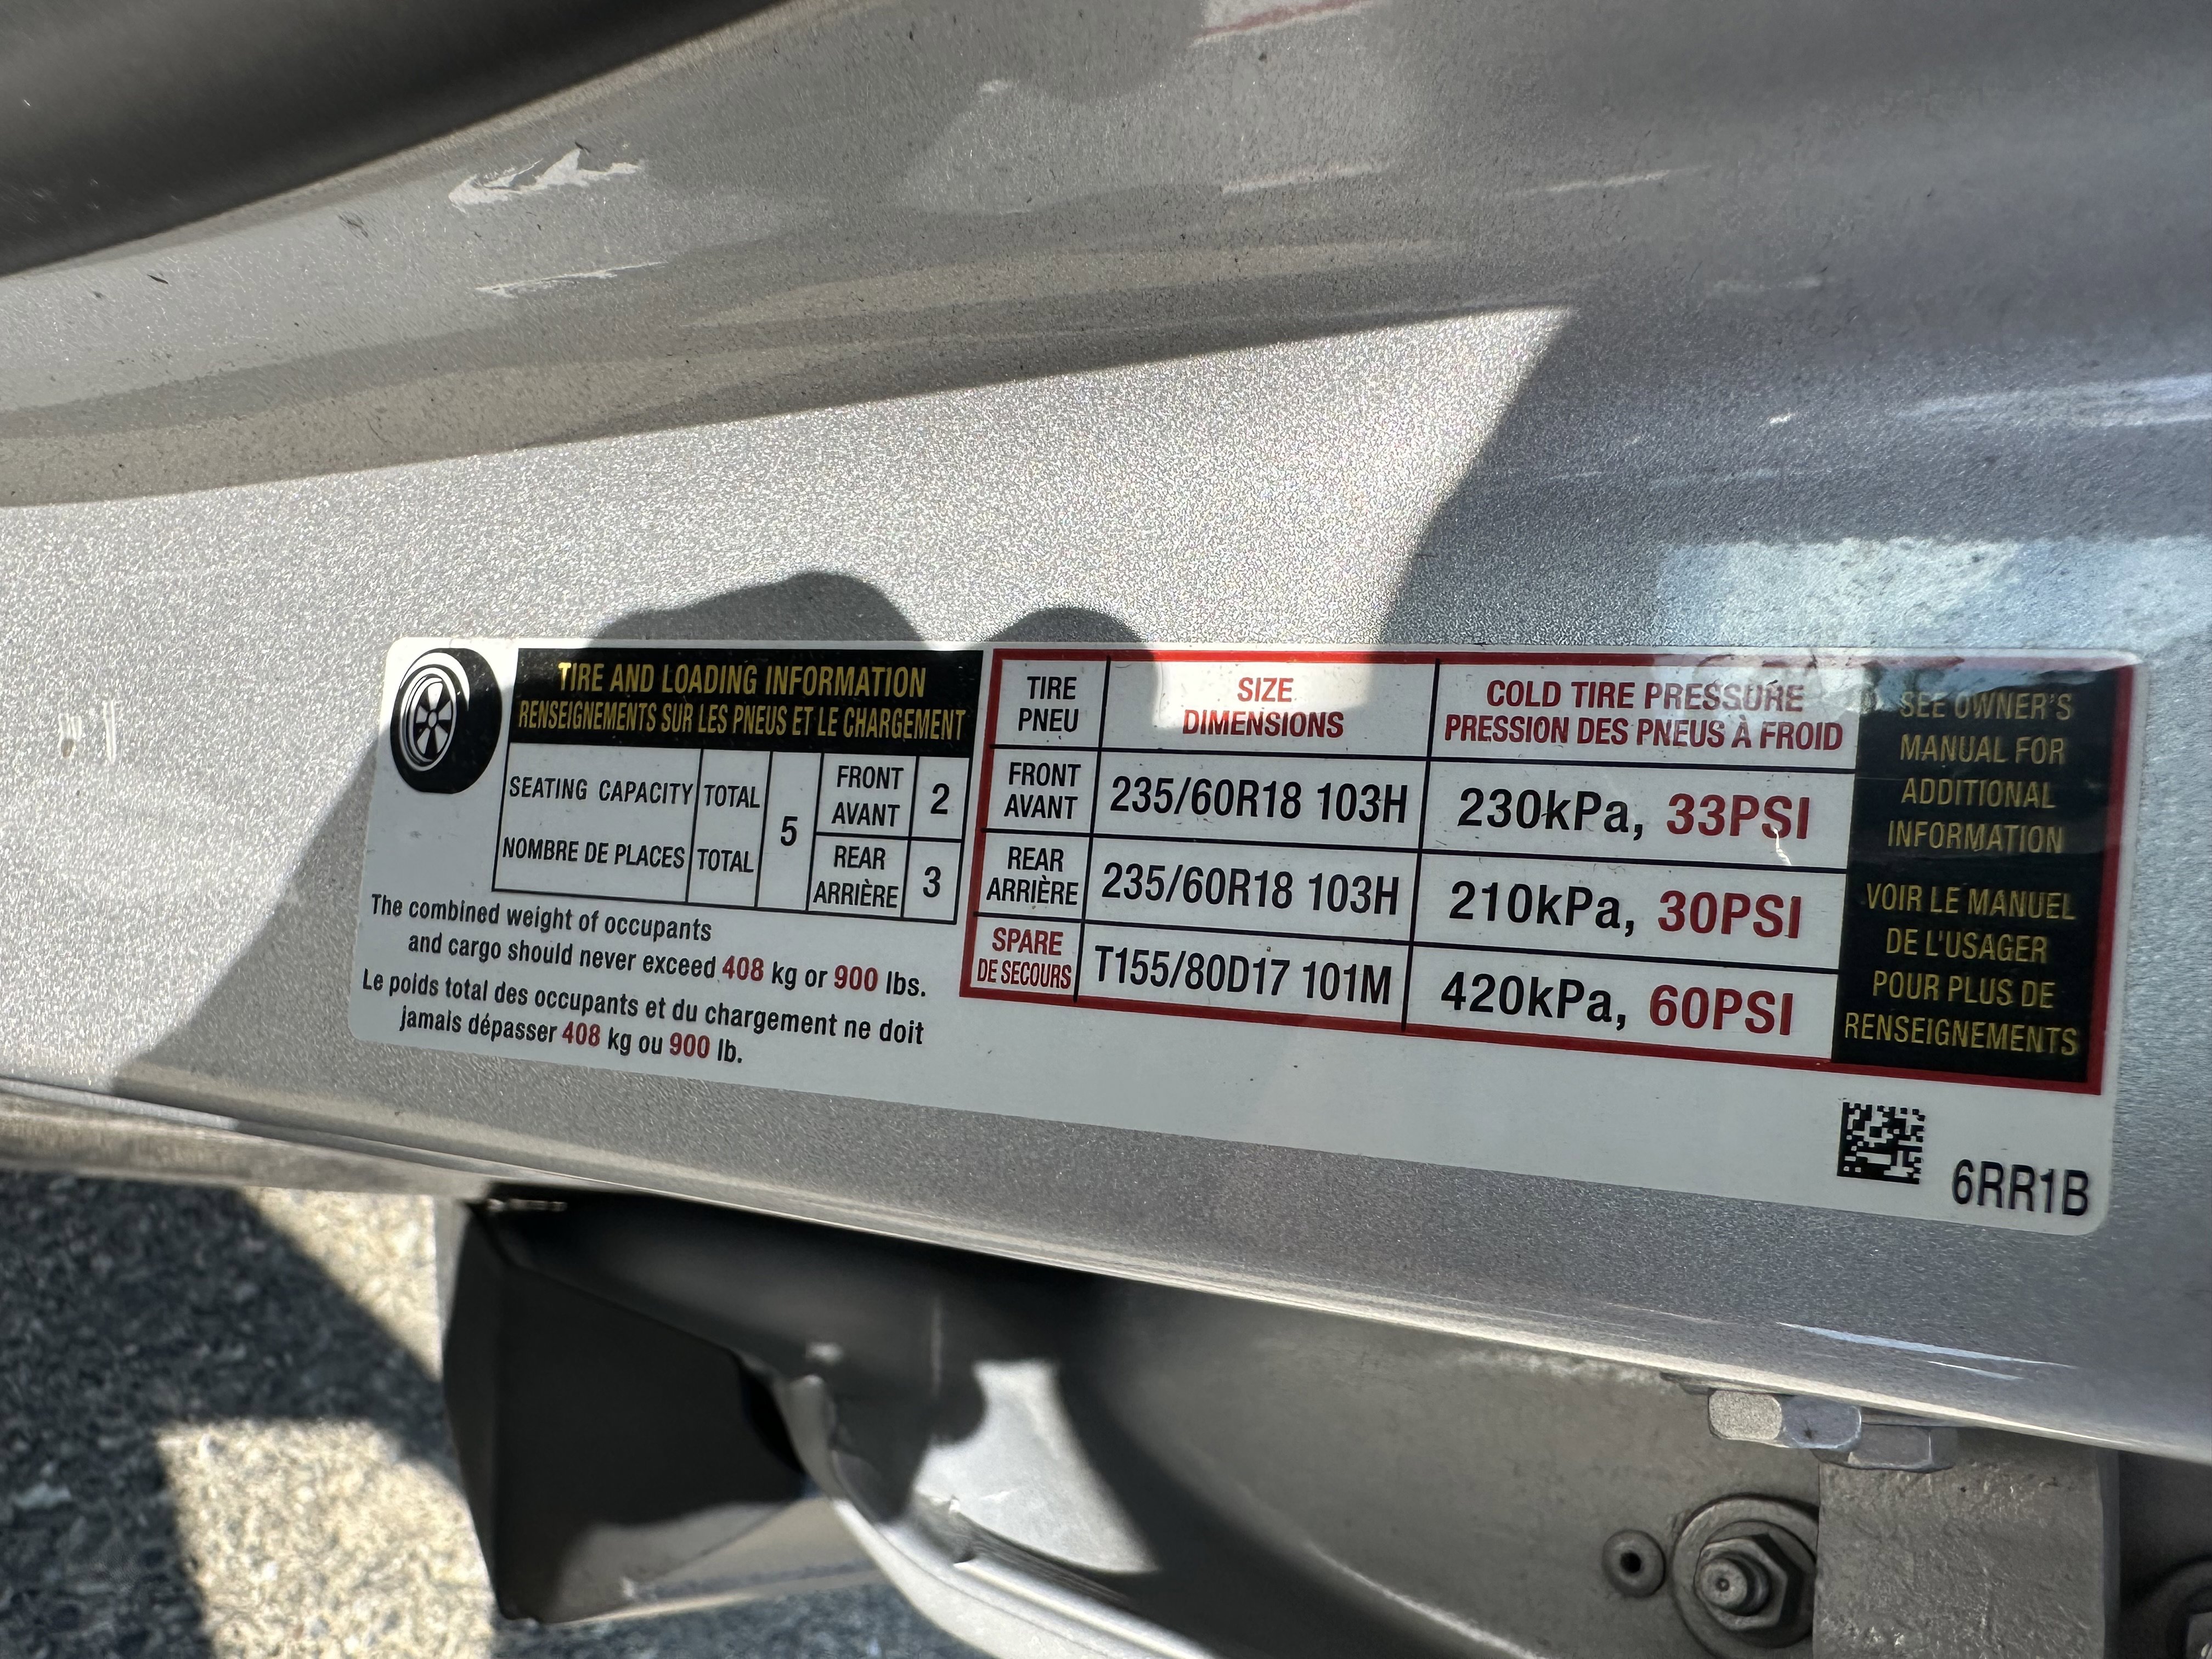 TIRE AND LOADING INFORMATION
RENSEIGNEMENTS SUR LES PNEUS ET LE CHARGEMENT
SEATING CAPACITY TOTAL
NOMBRE DE PLACES TOTAL
5
FRONT
AVANT
2
REAR
ARRIÈRE
3
The combined weight of occupants
and cargo should never exceed 408 kg or 900 lbs.
Le poids total des occupants et du chargement ne doit
jamais dépasser 408 kg ou 900 lb.
TIRE
PNEU
SIZE
DIMENSIONS
COLD TIRE PRESSURE
PRESSION DES PNEUS À FROID
FRONT
AVANT
235/60R18 103H
230kPa, 33PSI
REAR
ARRIÈRE
235/60R18 103H
210kPa, 30PSI
SPARE
DE SECOURS
T155/80D17 101M
420kPa, 60PSI
SEE OWNER'S
MANUAL FOR
ADDITIONAL
INFORMATION
VOIR LE MANUEL
DE L'USAGER
POUR PLUS DE
RENSEIGNEMENTS
6RR1B